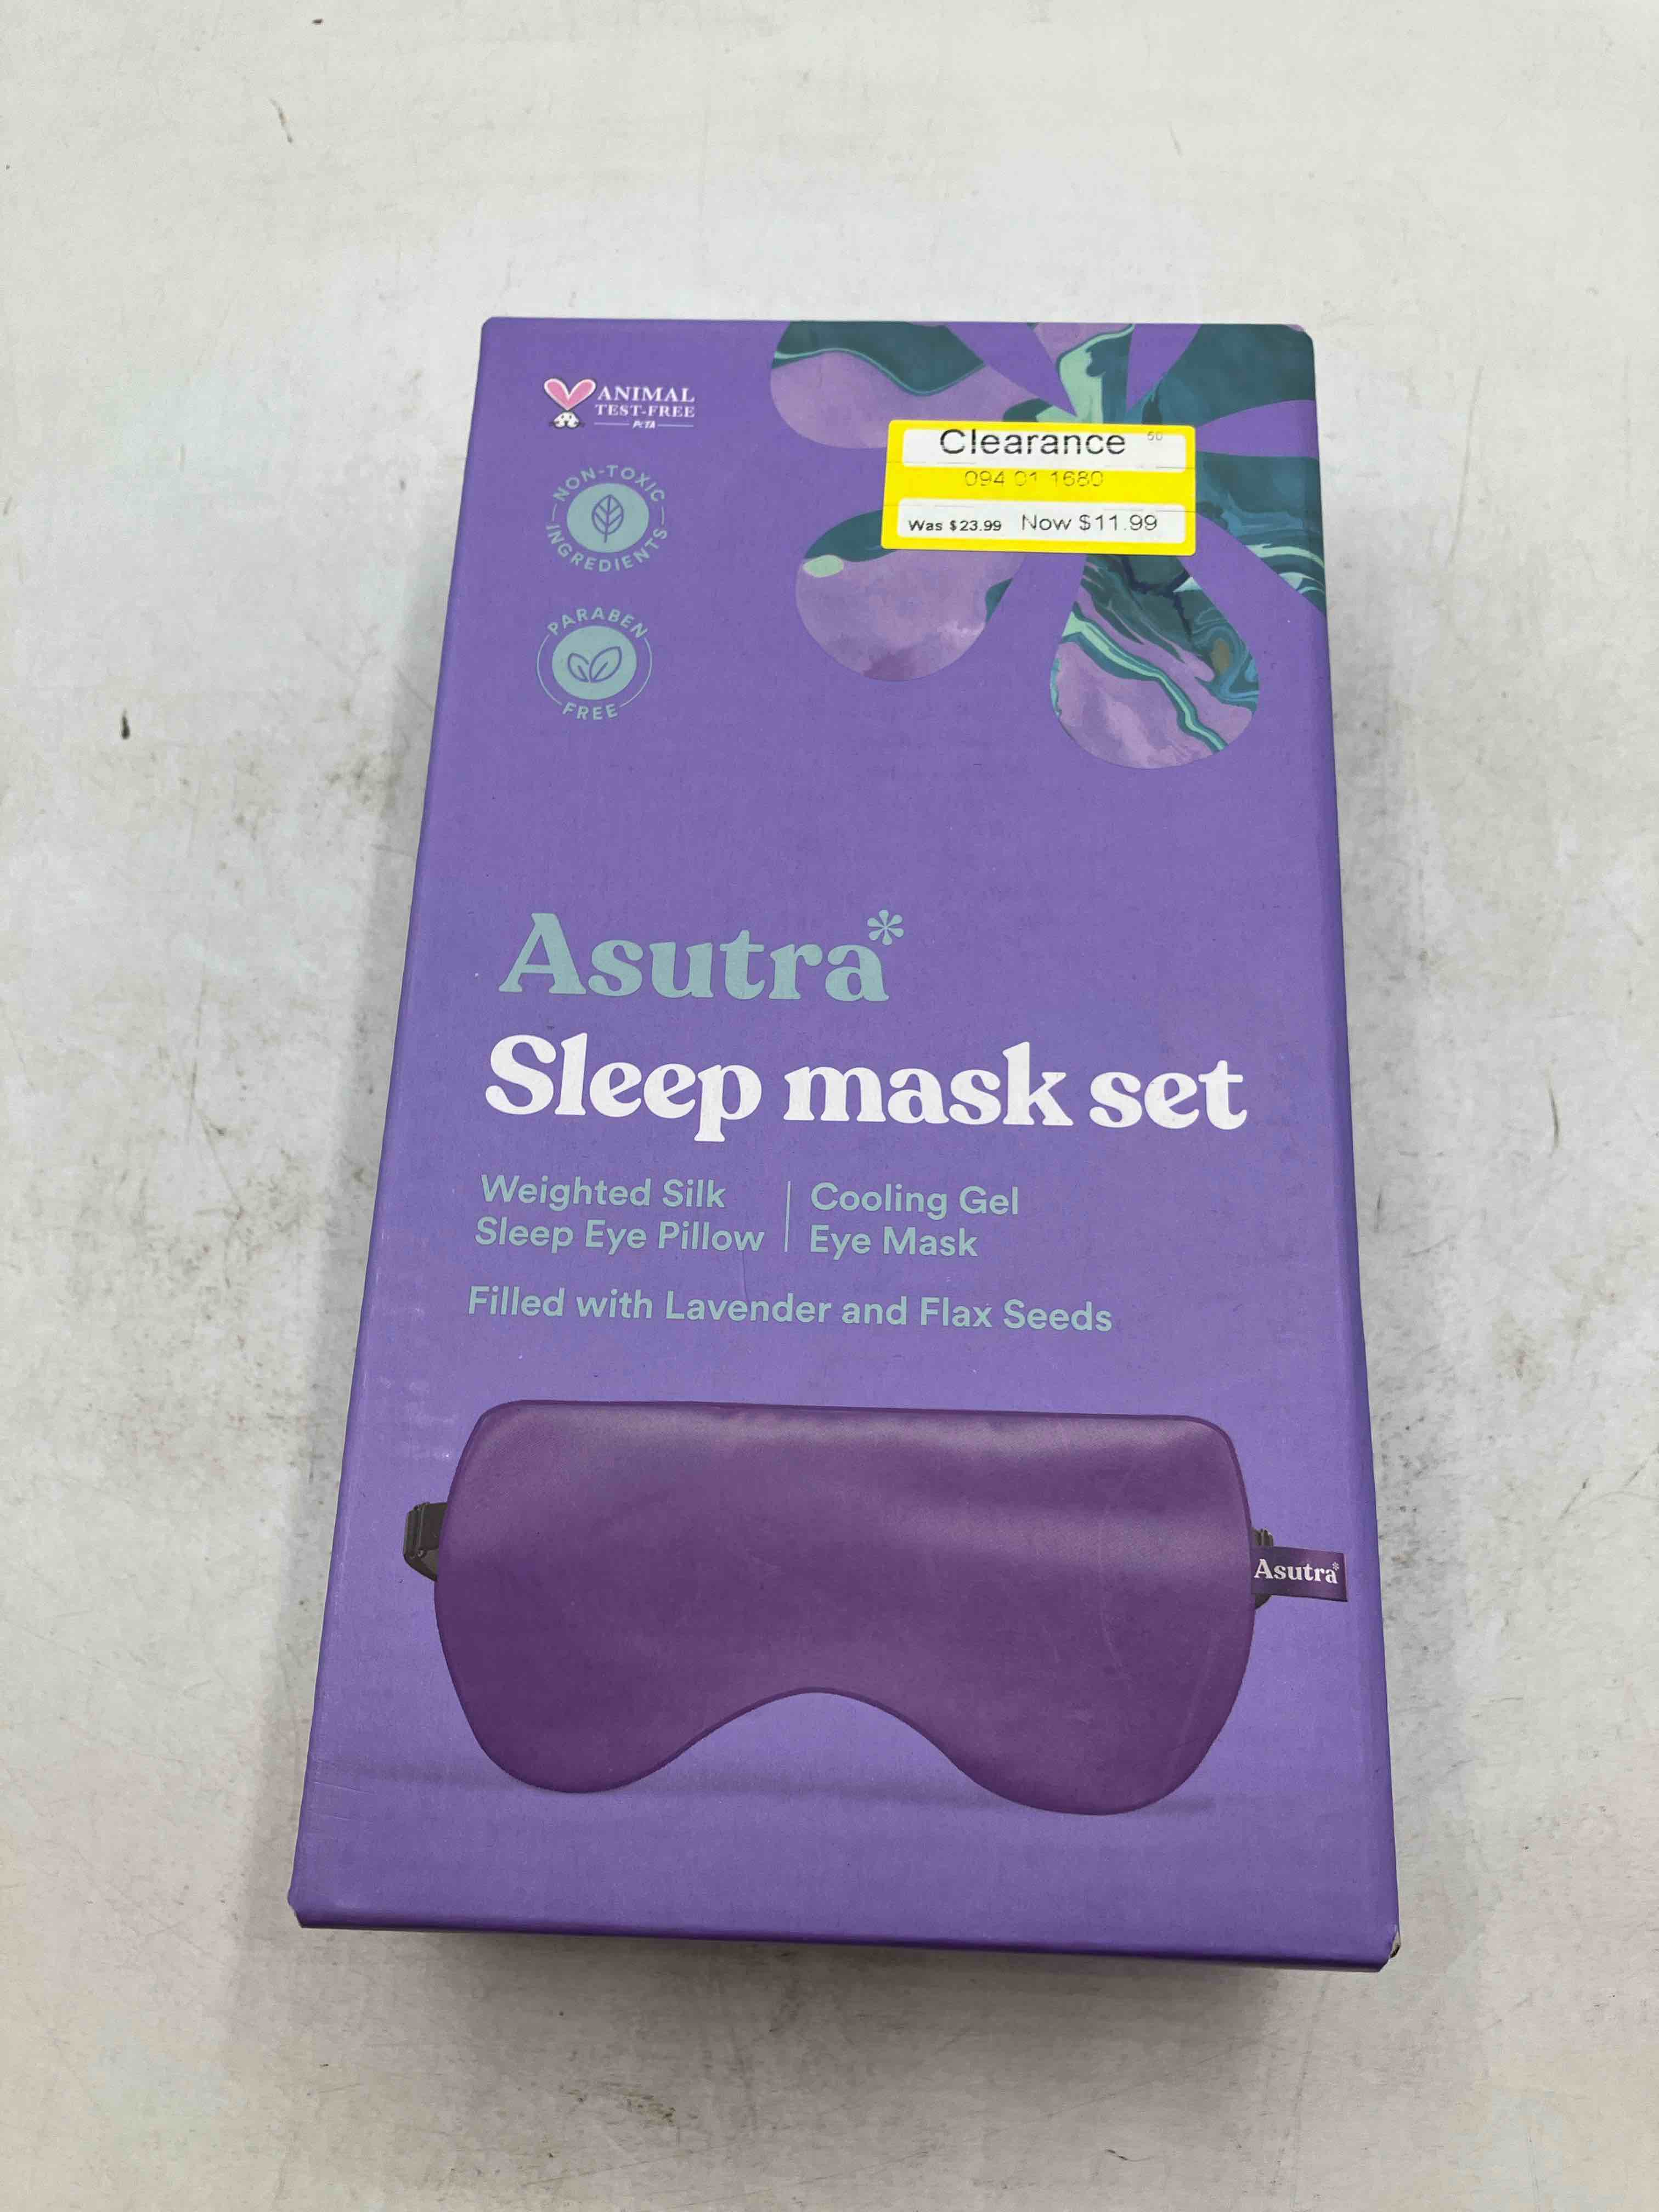 ANIMAL
TEST-FREE
PETA
NON-TOXIC
INGREDIENTS
PARABEN
FREE
Clearance 50
094 01 1680
Was $23.99 Now $11.99
Asutra*
Sleep mask set
Weighted Silk
Sleep Eye Pillow
Cooling Gel
Eye Mask
Filled with Lavender and Flax Seeds
Asutra*